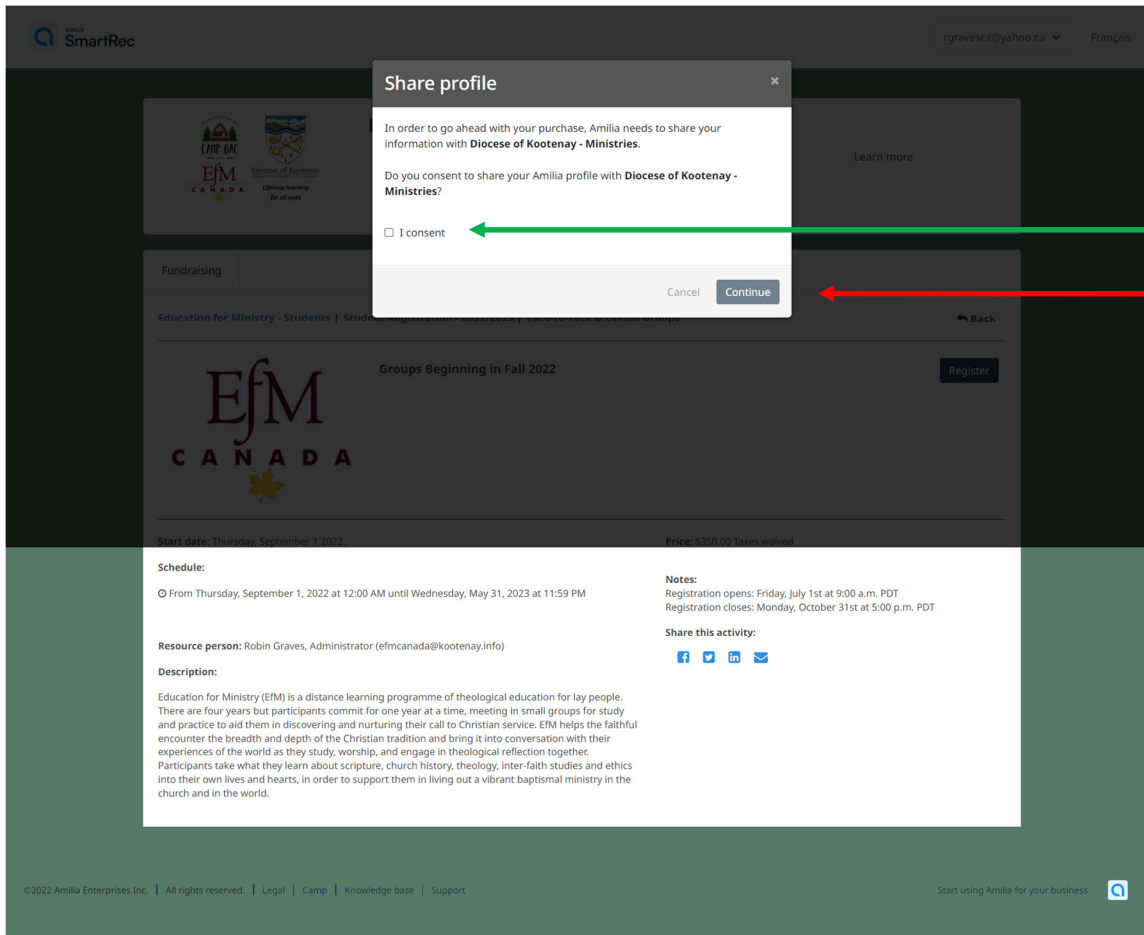 AMILIA
SmartRec
rgravesca@yahoo.ca
Français
Share profile
×
In order to go ahead with your purchase, Amilia needs to share your
information with Diocese of Kootenay - Ministries.
Do you consent to share your Amilia profile with Diocese of Kootenay -
Ministries?
I consent
Cancel
Continue
CAMP OAC
EfM
CANADA
Diocese of Kootenay
Lifelong learning
for all ages
Learn more
Fundraising
Education for Ministry - Students | Student Registration - 2022/2023 | Face-to-Face & Online Groups
Back
EfM
CANADA
Groups Beginning in Fall 2022
Register
Start date: Thursday, September 1 2022.
Price: $350.00 Taxes waived
Schedule:
From Thursday, September 1, 2022 at 12:00 AM until Wednesday, May 31, 2023 at 11:59 PM
Notes:
Registration opens: Friday, July 1st at 9:00 a.m. PDT
Registration closes: Monday, October 31st at 5:00 p.m. PDT
Share this activity:
Resource person: Robin Graves, Administrator (efmcanada@kootenay.info)
Description:
Education for Ministry (EfM) is a distance learning programme of theological education for lay people.
There are four years but participants commit for one year at a time, meeting in small groups for study
and practice to aid them in discovering and nurturing their call to Christian service. EfM helps the faithful
encounter the breadth and depth of the Christian tradition and bring it into conversation with their
experiences of the world as they study, worship, and engage in theological reflection together.
Participants take what they learn about scripture, church history, theology, inter-faith studies and ethics
into their own lives and hearts, in order to support them in living out a vibrant baptismal ministry in the
church and in the world.
©2022 Amilia Enterprises Inc. | All rights reserved. | Legal | Camp | Knowledge base | Support
Start using Amilia for your business